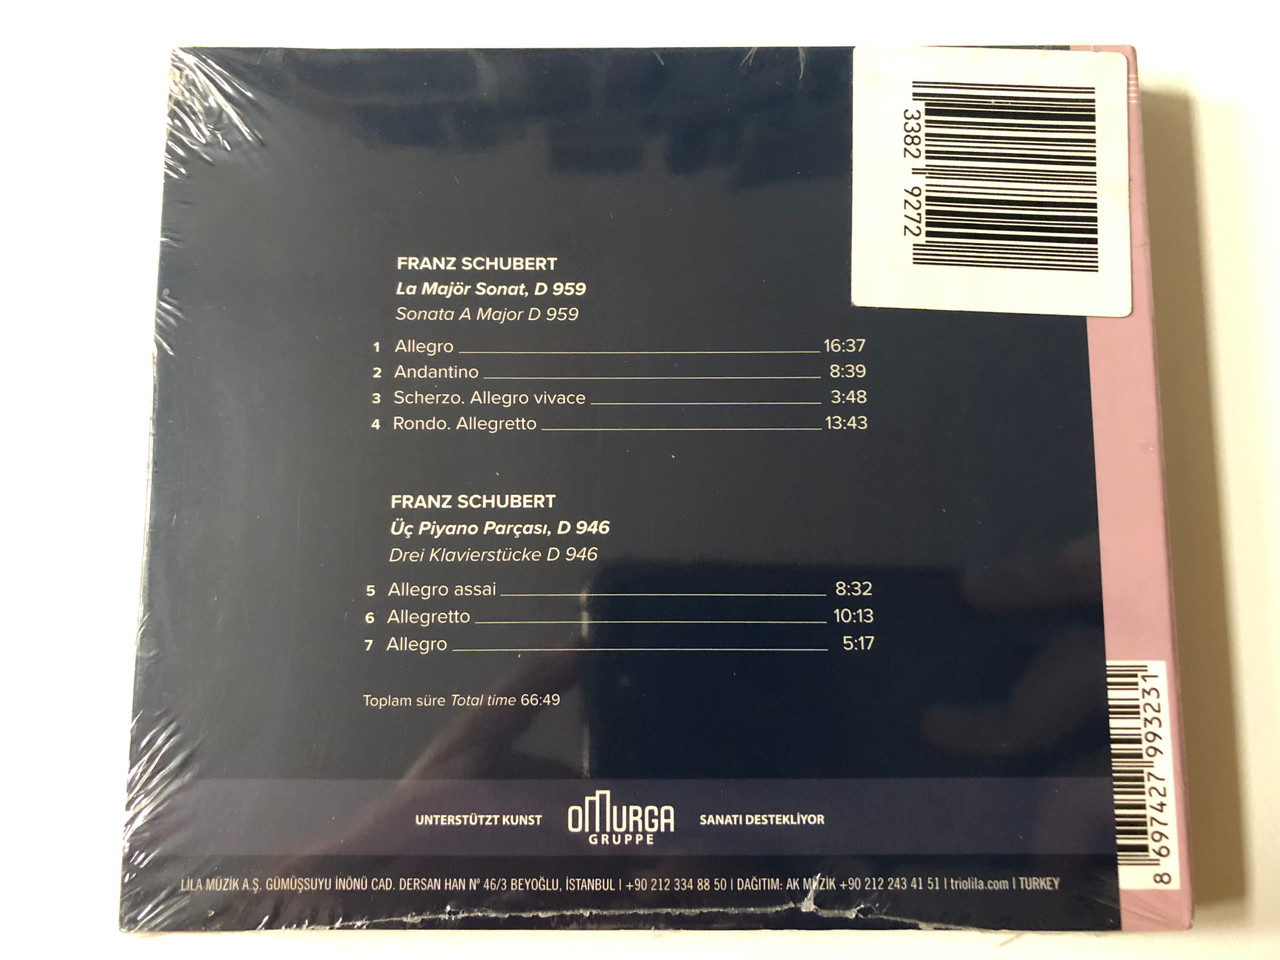 3382 9272
FRANZ SCHUBERT
La Majör Sonat, D 959
Sonata A Major D 959
1 Allegro 16:37
2 Andantino 8:39
3 Scherzo. Allegro vivace 3:48
4 Rondo. Allegretto 13:43
FRANZ SCHUBERT
Üç Piyano Parçası, D 946
Drei Klavierstücke D 946
5 Allegro assai 8:32
6 Allegretto 10:13
7 Allegro 5:17
Toplam süre Total time 66:49
UNTERSTÜTZT KUNST OMURGA GRUPPE SANATI DESTEKLİYOR
LİLA MÜZİK A.Ş. GÜMÜŞSUYU İNÖNÜ CAD. DERSAN HAN Nº 46/3 BEYOĞLU, İSTANBUL | +90 212 334 88 50 | DAĞITIM: AK MÜZİK +90 212 243 41 51 | triolila.com | TURKEY
8 697427 993231